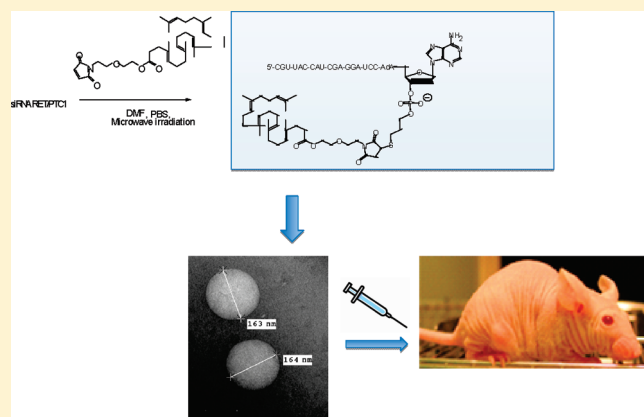 siRNA RET/PTC1
DMF, PBS,
Microwave Irradiation
O
N
O
O
O
O
5'-CGU-UAC-CAU-CGA-GGA-UCC-AdA
NH2
N
N
N
N
O
O
O
P
O
O
O
O
O
O
N
O
S
163 nm
164 nm